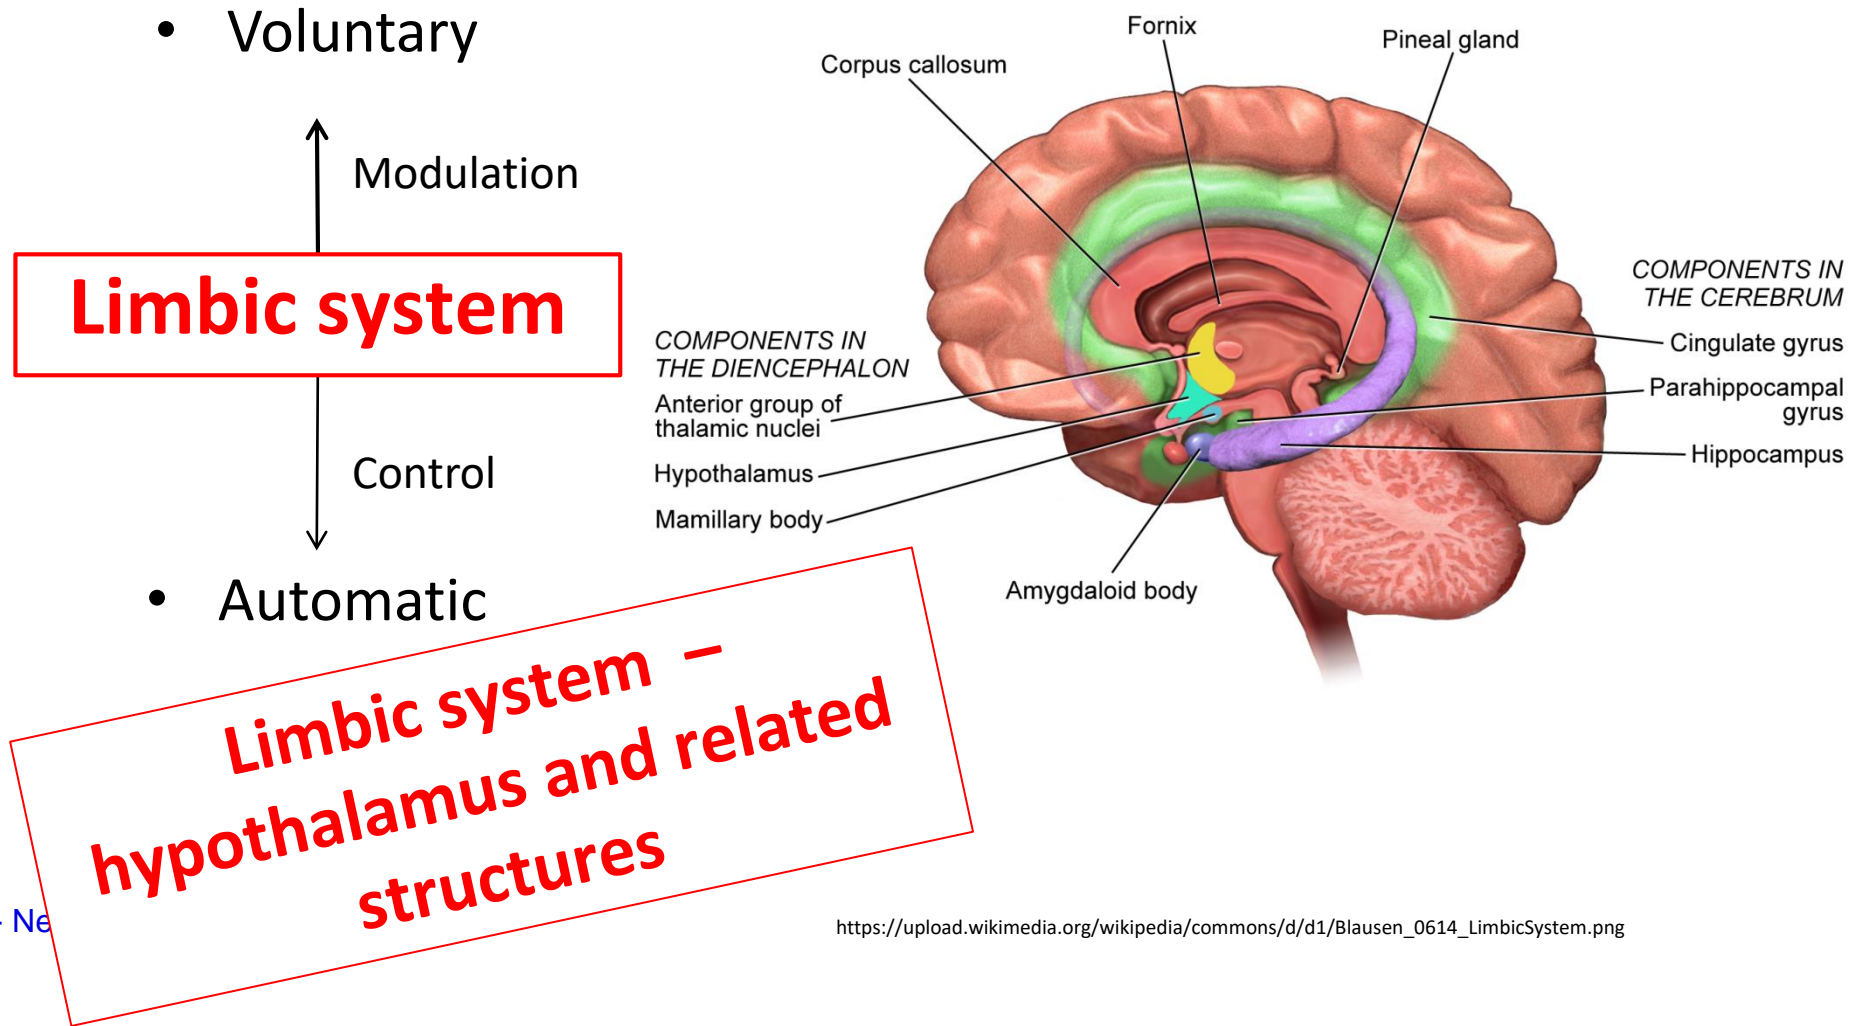 • Voluntary
Modulation
Limbic system
Control
• Automatic
Limbic system –
hypothalamus and related
structures
Fornix
Pineal gland
Corpus callosum
COMPONENTS IN
THE CEREBRUM
Cingulate gyrus
Parahippocampal
gyrus
Hippocampus
COMPONENTS IN
THE DIENCEPHALON
Anterior group of
thalamic nuclei
Hypothalamus
Mamillary body
Amygdaloid body
https://upload.wikimedia.org/wikipedia/commons/d/d1/Blausen_0614_LimbicSystem.png